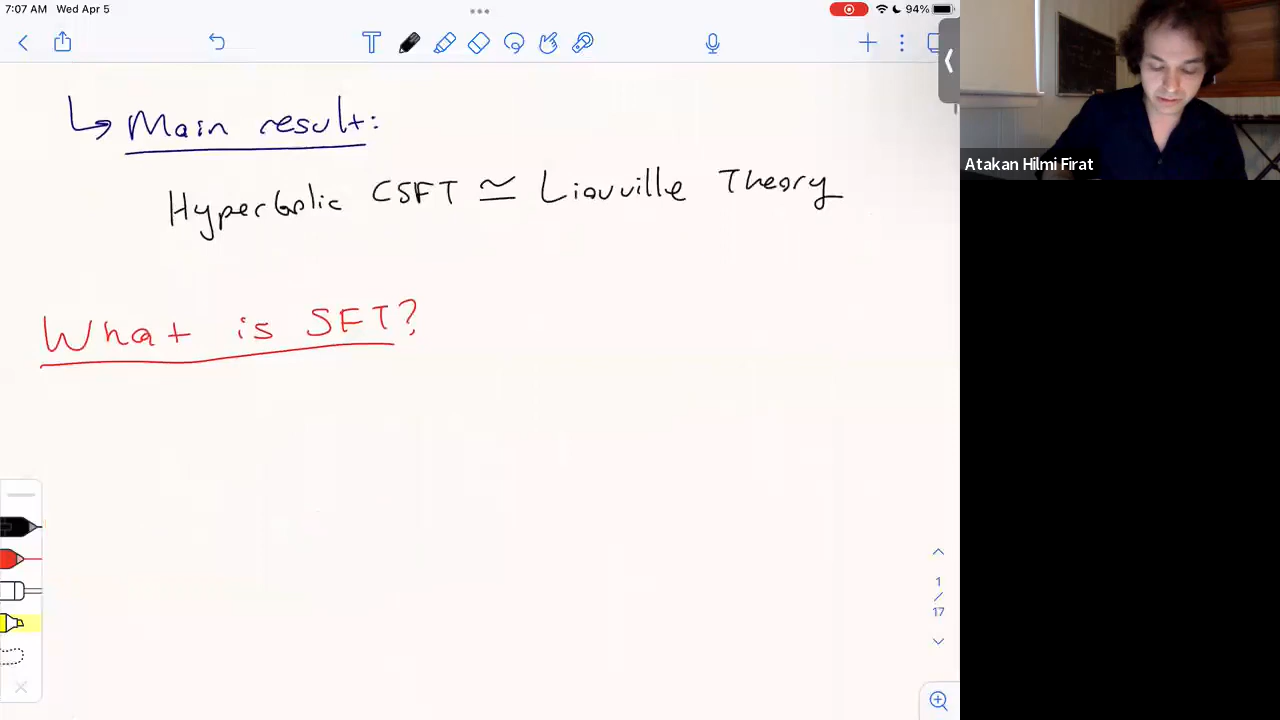 7:07 AM Wed Apr 5
94%
Main result:
Hyperbolic CSFT ≅ Liouville Theory
What is SFT?
1
/
17
Atakan Hilmi Firat